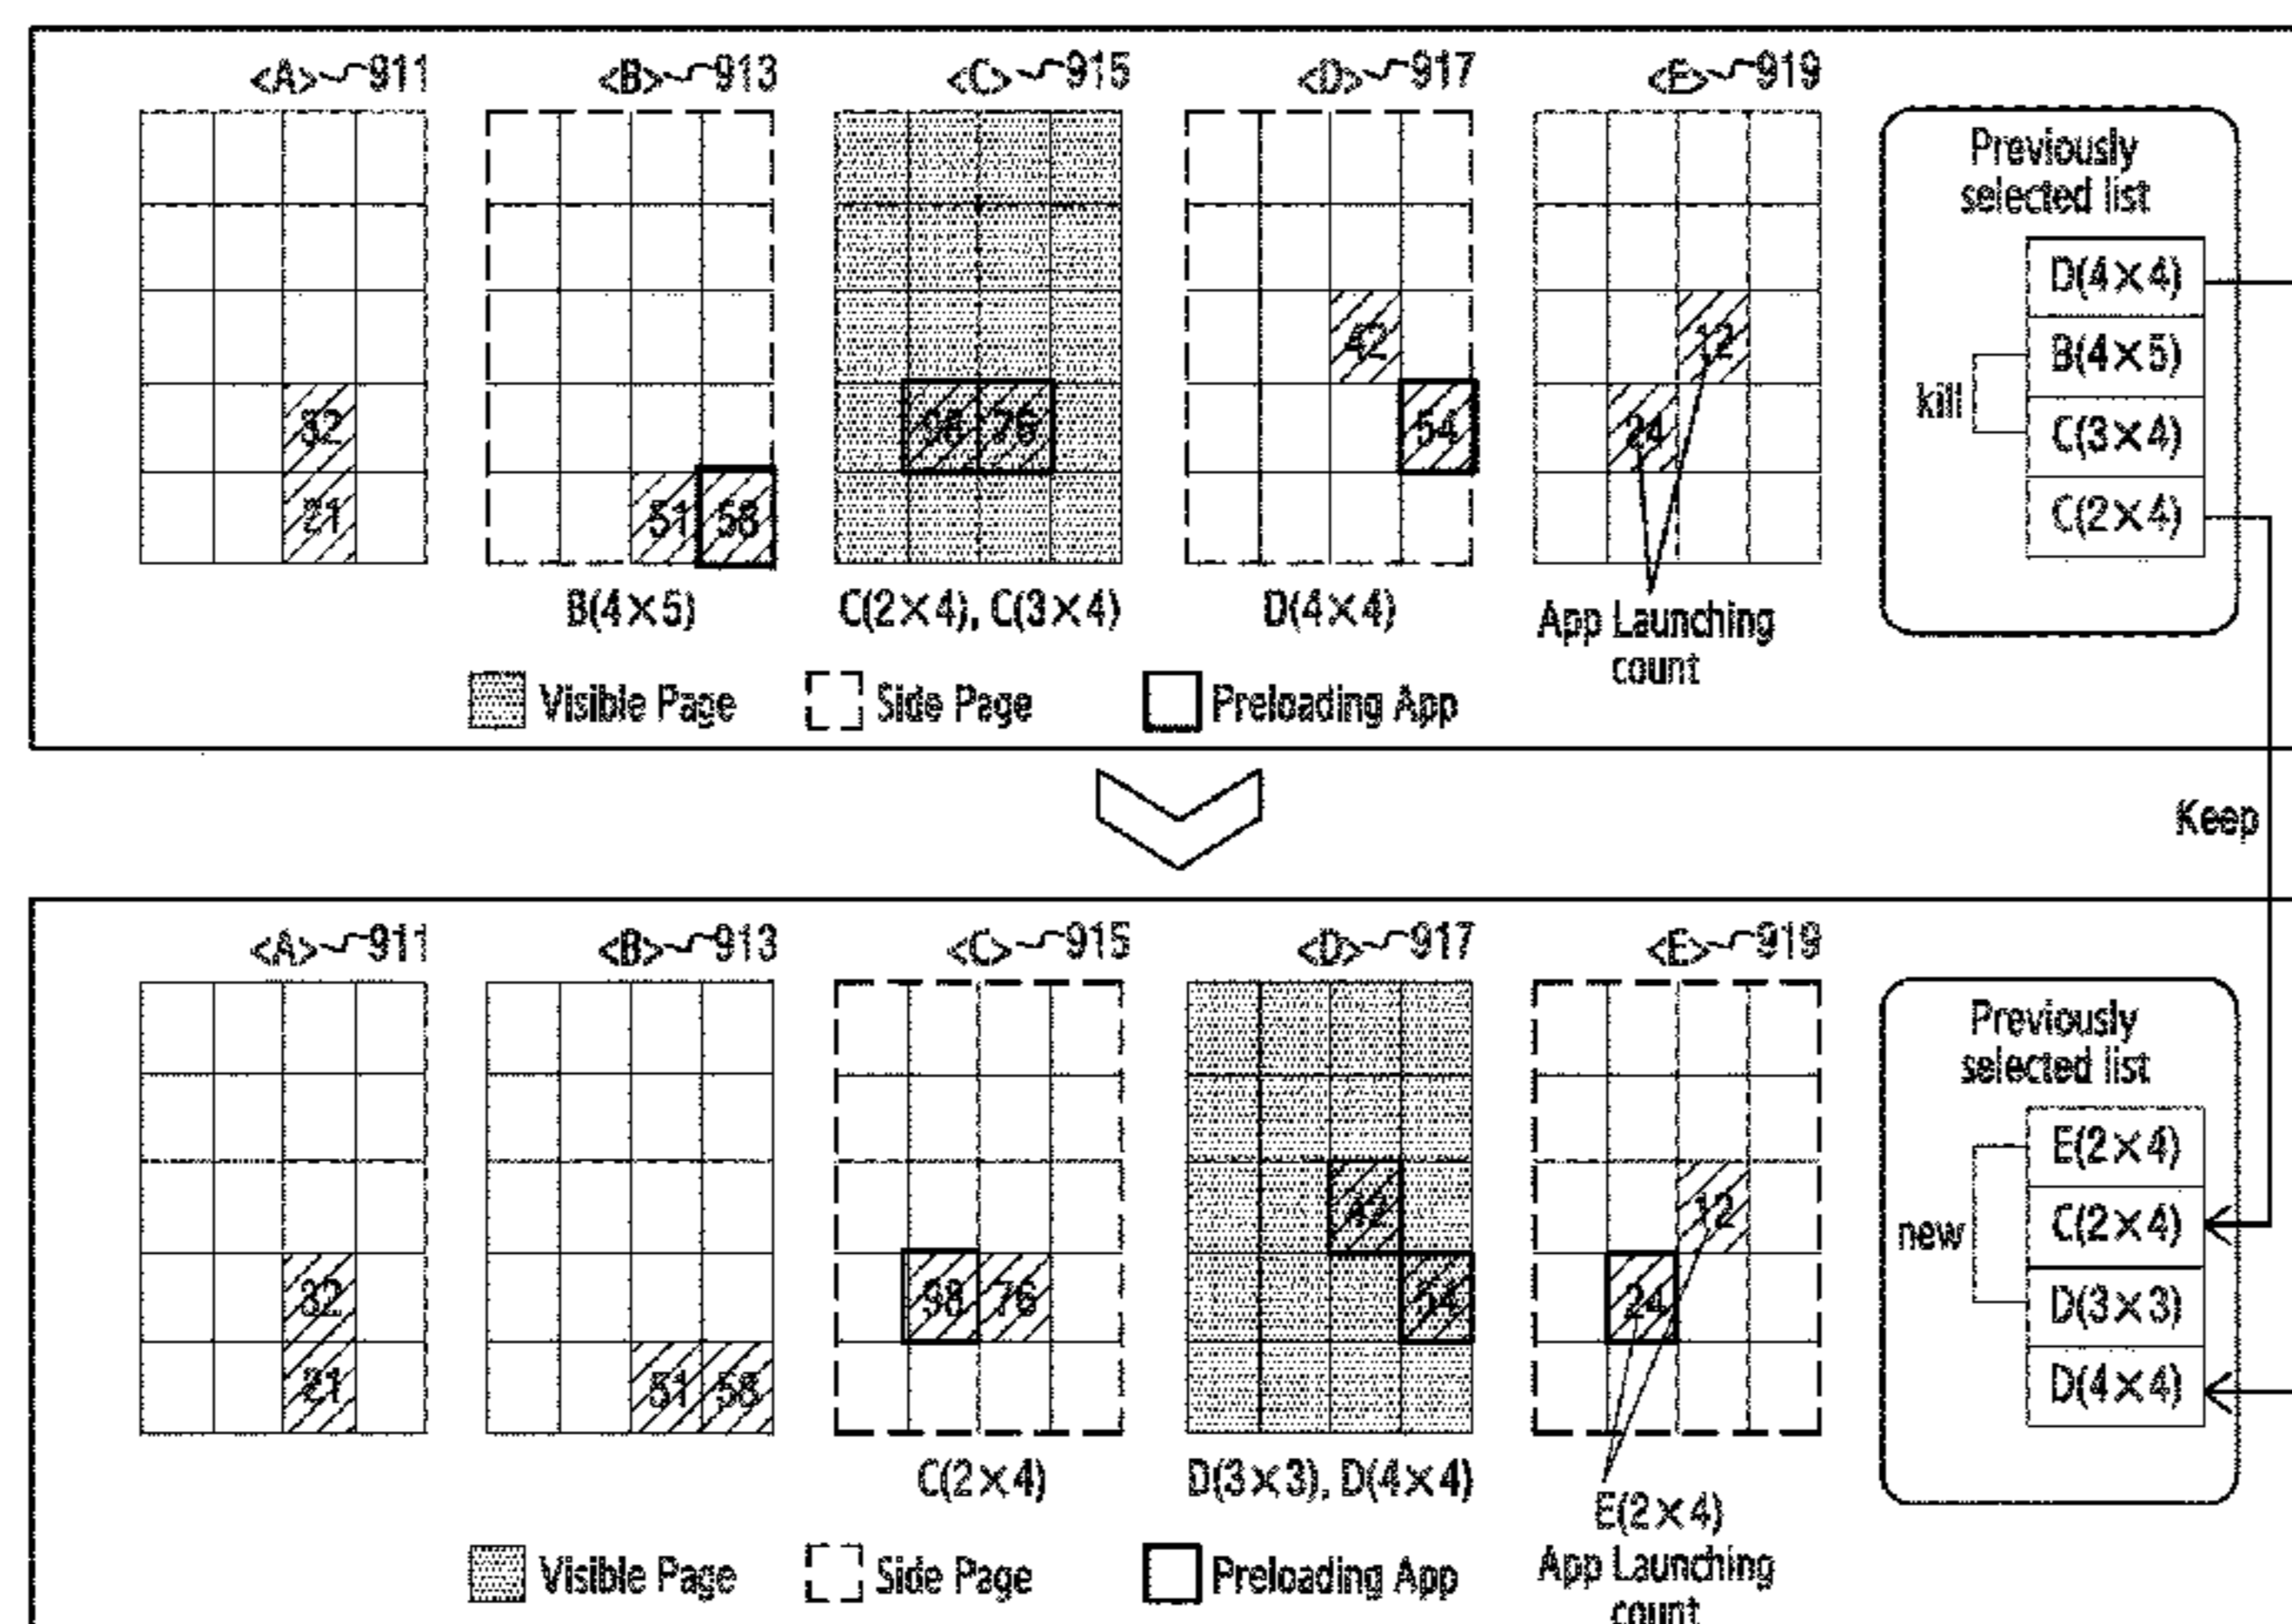 <A> 911 <B> 913 <C> 915 <D> 917 <E> 919
Previously
selected list
D(4×4)
B(4×5)
kill
C(3×4)
C(2×4)
42 12
32 98 76 54 24
21 51 58
B(4×5) C(2×4), C(3×4) D(4×4)
App Launching
count
Visible Page Side Page Preloading App
Keep
<A> 911 <B> 913 <C> 915 <D> 917 <E> 919
Previously
selected list
E(2×4)
C(2×4)
new
D(3×3)
D(4×4)
42 12
32 98 76 54 24
21 51 58
C(2×4) D(3×3), D(4×4)
E(2×4)
App Launching
count
Visible Page Side Page Preloading App